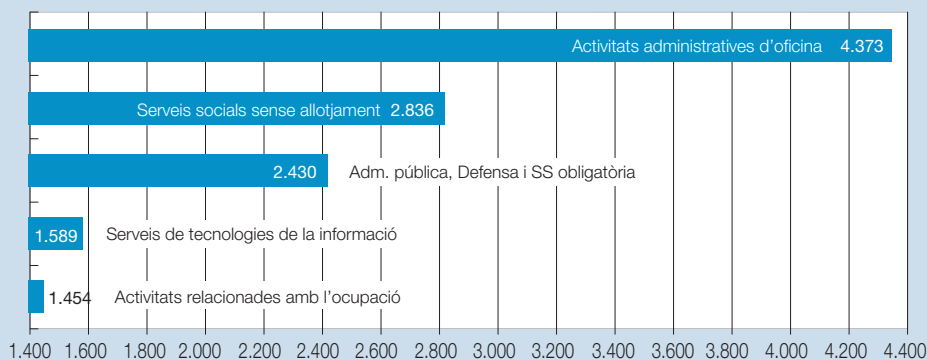 Activitats administratives d’oficina 4.373
Serveis socials sense allotjament 2.836
2.430 Adm. pública, Defensa i SS obligatòria
1.589 Serveis de tecnologies de la informació
1.454 Activitats relacionades amb l’ocupació
1.400 1.600 1.800 2.000 2.200 2.400 2.600 2.800 3.000 3.200 3.400 3.600 3.800 4.000 4.200 4.400